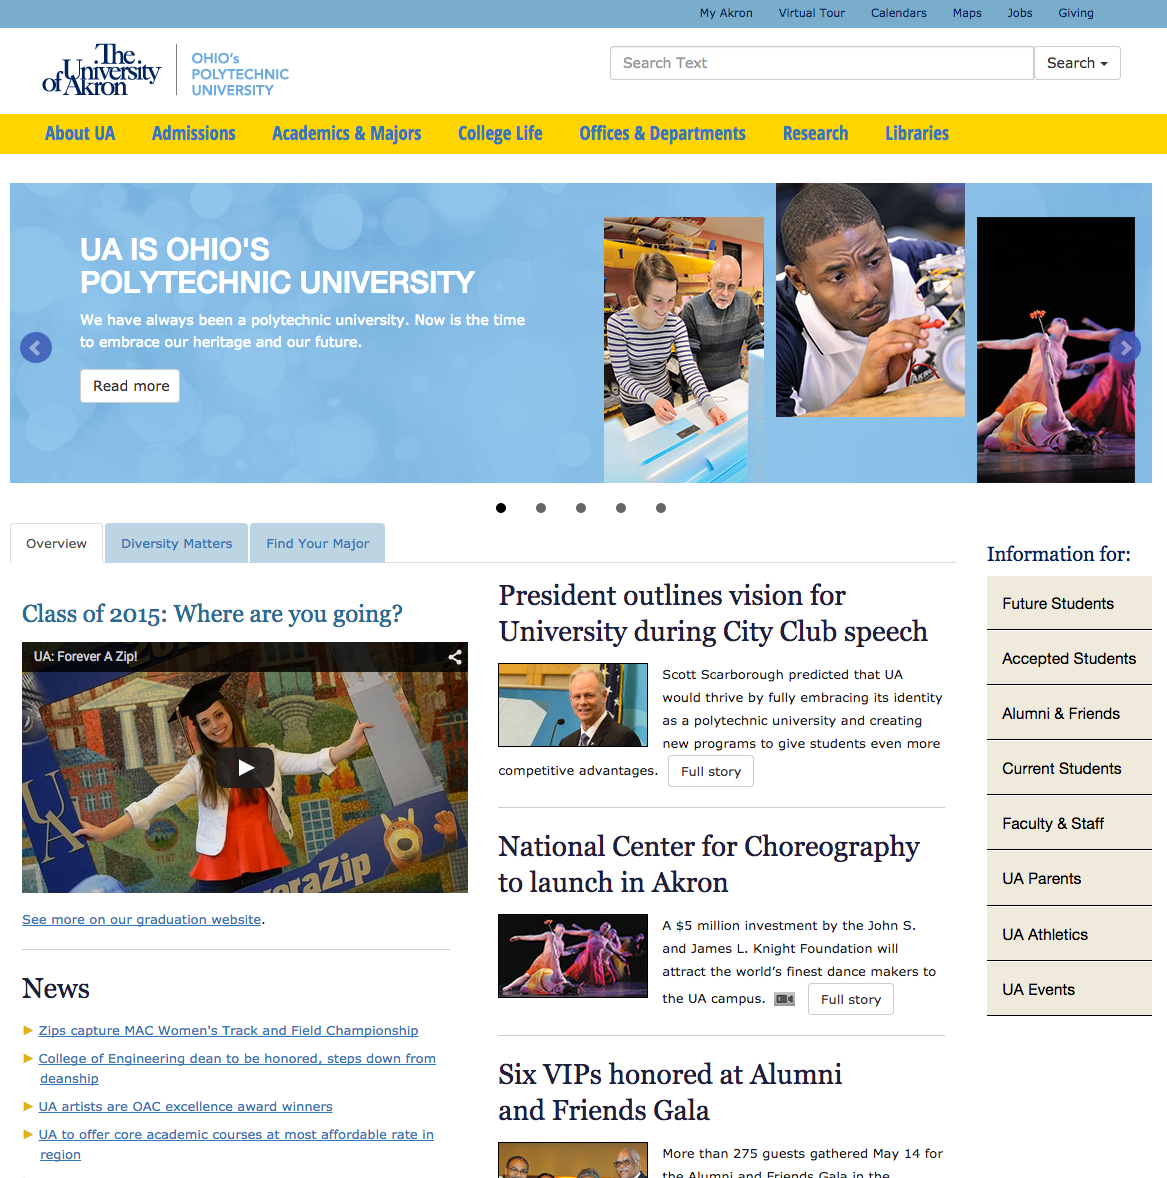 My Akron Virtual Tour Calendars Maps Jobs Giving
The
University
of Akron
OHIO's
POLYTECHNIC
UNIVERSITY
Search Text
Search
About UA Admissions Academics & Majors College Life Offices & Departments Research Libraries
UA IS OHIO'S
POLYTECHNIC UNIVERSITY
We have always been a polytechnic university. Now is the time
to embrace our heritage and our future.
Read more
Overview Diversity Matters Find Your Major
Class of 2015: Where are you going?
UA: Forever A Zip!
UA
raZip
See more on our graduation website.
News
Zips capture MAC Women's Track and Field Championship
College of Engineering dean to be honored, steps down from
deanship
UA artists are OAC excellence award winners
UA to offer core academic courses at most affordable rate in
region
President outlines vision for
University during City Club speech
Scott Scarborough predicted that UA
would thrive by fully embracing its identity
as a polytechnic university and creating
new programs to give students even more
competitive advantages. Full story
National Center for Choreography
to launch in Akron
A $5 million investment by the John S.
and James L. Knight Foundation will
attract the world's finest dance makers to
the UA campus. Full story
Six VIPs honored at Alumni
and Friends Gala
More than 275 guests gathered May 14 for
the Alumni and Friends Gala in the
Information for:
Future Students
Accepted Students
Alumni & Friends
Current Students
Faculty & Staff
UA Parents
UA Athletics
UA Events